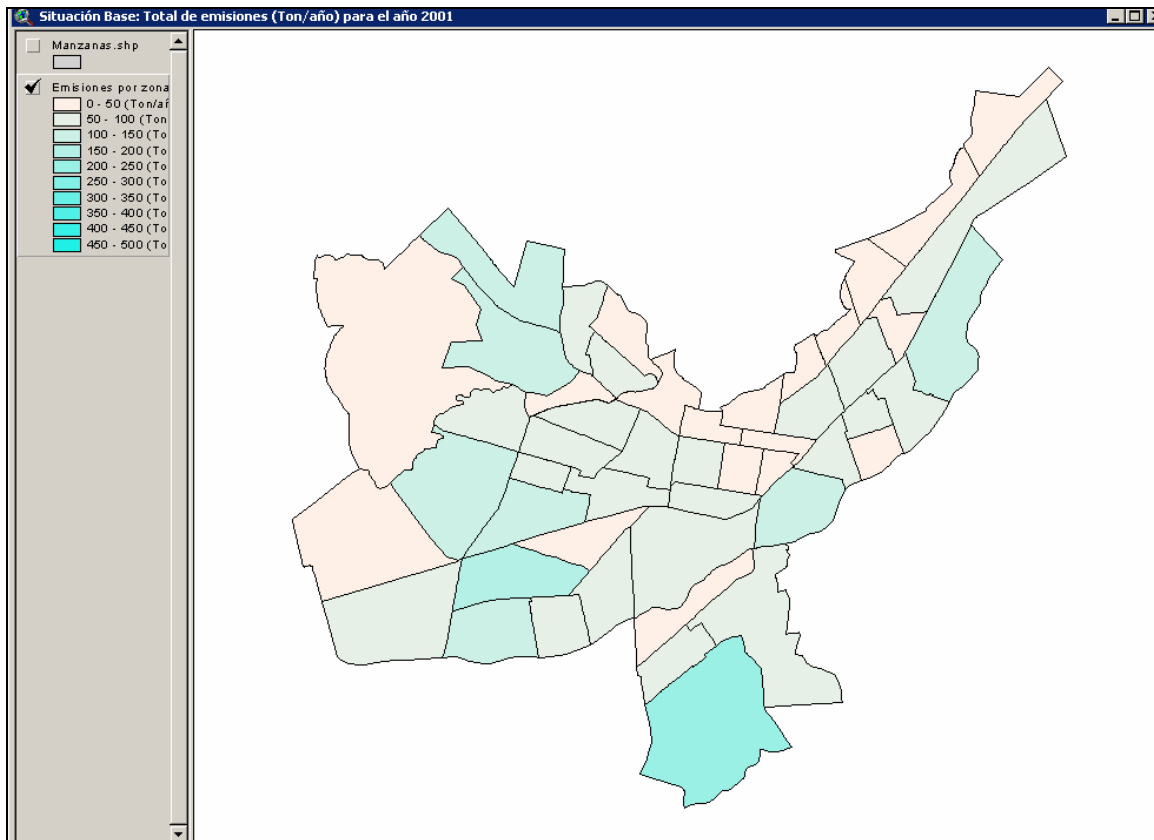 Situación Base: Total de emisiones (Ton/año) para el año 2001
Manzanas.shp
Emisiones por zona
0 - 50 (Ton/añ
50 - 100 (Ton
100 - 150 (To
150 - 200 (To
200 - 250 (To
250 - 300 (To
300 - 350 (To
350 - 400 (To
400 - 450 (To
450 - 500 (To